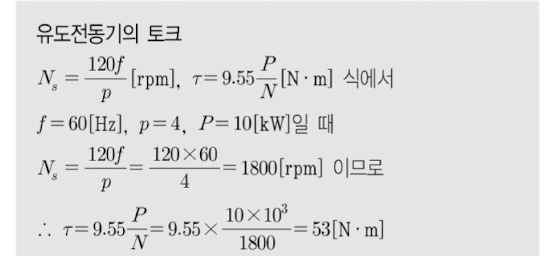 유도전동기의 토크
N_s = 120f/p [rpm], τ = 9.55 P/N [N·m] 식에서
f = 60[Hz], p = 4, P = 10[kW]일 때
N_s = 120f/p = 120×60/4 = 1800[rpm] 이므로
∴ τ = 9.55 P/N = 9.55 × 10×10³/1800 = 53[N·m]